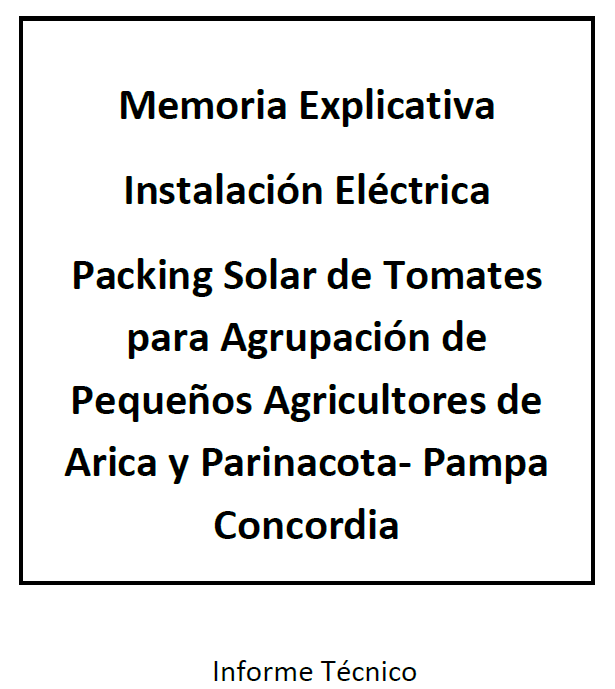 Memoria Explicativa
Instalación Eléctrica
Packing Solar de Tomates
para Agrupación de
Pequeños Agricultores de
Arica y Parinacota- Pampa
Concordia
Informe Técnico